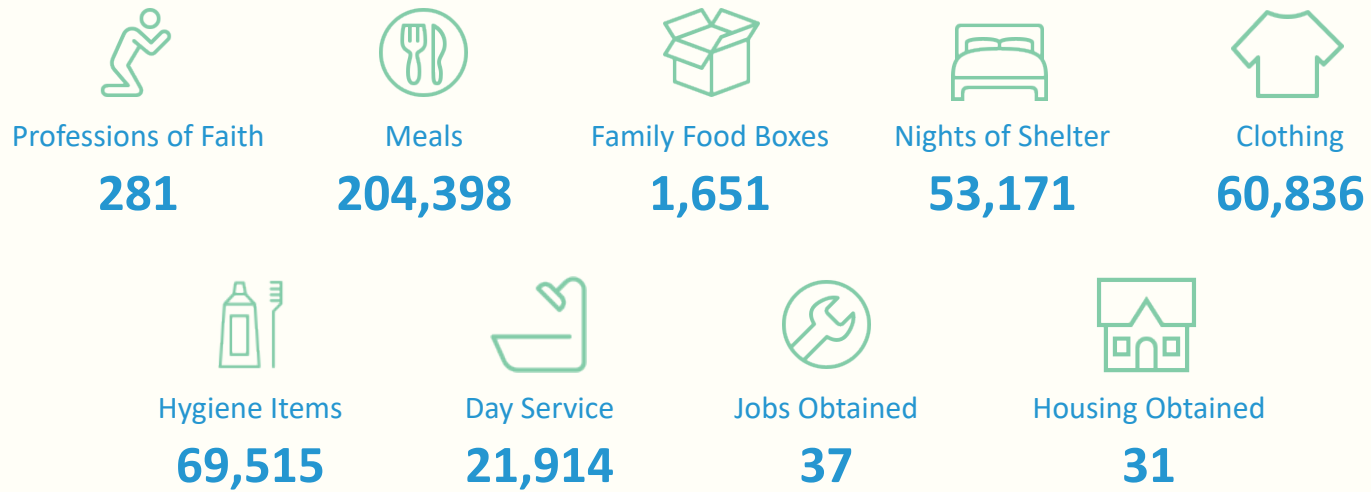 Professions of Faith Meals Family Food Boxes Nights of Shelter Clothing
281 204,398 1,651 53,171 60,836
Hygiene Items Day Service Jobs Obtained Housing Obtained
69,515 21,914 37 31